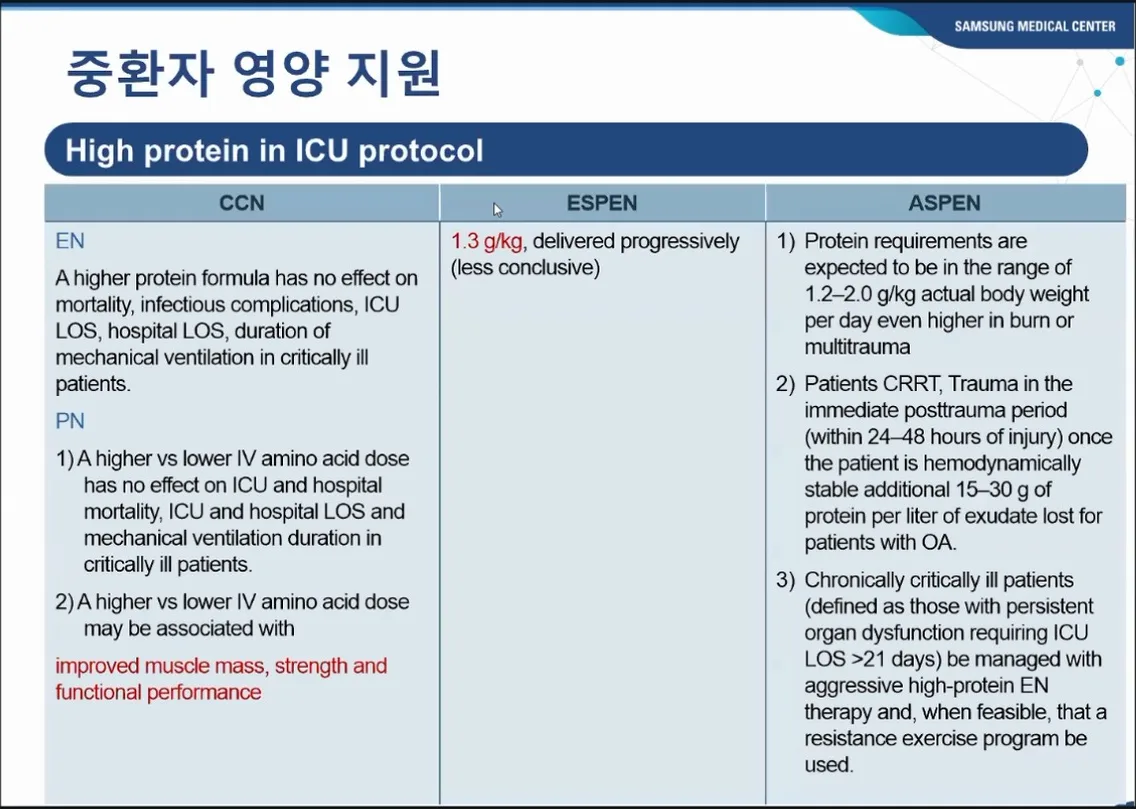 SAMSUNG MEDICAL CENTER
중환자 영양 지원
High protein in ICU protocol
CCN
EN
A higher protein formula has no effect on
mortality, infectious complications, ICU
LOS, hospital LOS, duration of
mechanical ventilation in critically ill
patients.
PN
1) A higher vs lower IV amino acid dose
has no effect on ICU and hospital
mortality, ICU and hospital LOS and
mechanical ventilation duration in
critically ill patients.
2) A higher vs lower IV amino acid dose
may be associated with
improved muscle mass, strength and
functional performance
ESPEN
1.3 g/kg, delivered progressively
(less conclusive)
ASPEN
1) Protein requirements are
expected to be in the range of
1.2–2.0 g/kg actual body weight
per day even higher in burn or
multitrauma
2) Patients CRRT, Trauma in the
immediate posttrauma period
(within 24–48 hours of injury) once
the patient is hemodynamically
stable additional 15–30 g of
protein per liter of exudate lost for
patients with OA.
3) Chronically critically ill patients
(defined as those with persistent
organ dysfunction requiring ICU
LOS >21 days) be managed with
aggressive high-protein EN
therapy and, when feasible, that a
resistance exercise program be
used.